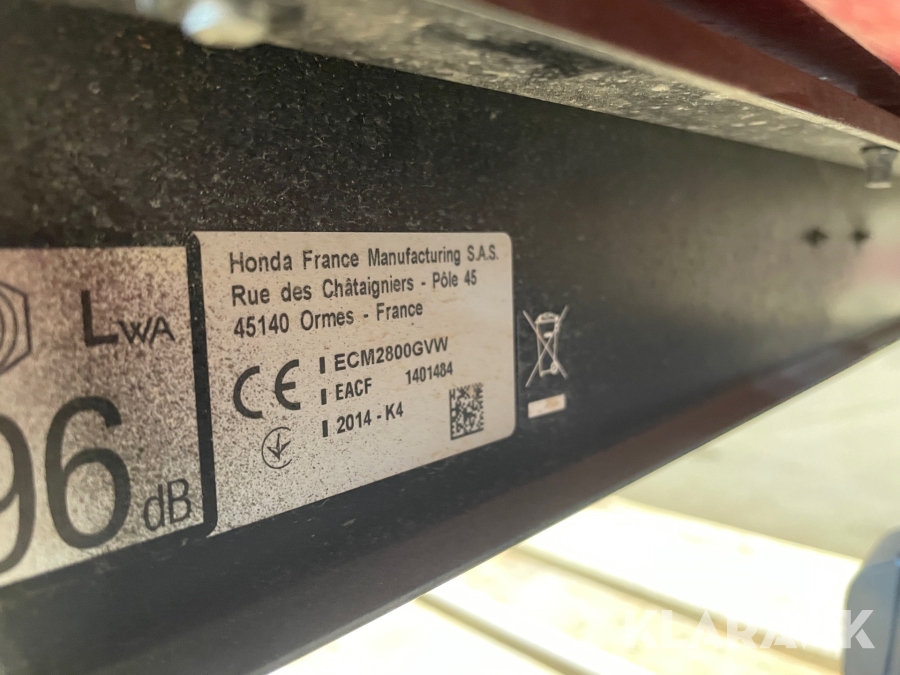 LWA
96 dB
Honda France Manufacturing S.A.S.
Rue des Châtaigniers - Pôle 45
45140 Ormes - France
CE
ECM2800GVW
EACF 1401484
2014 - K4
KLARAVIK